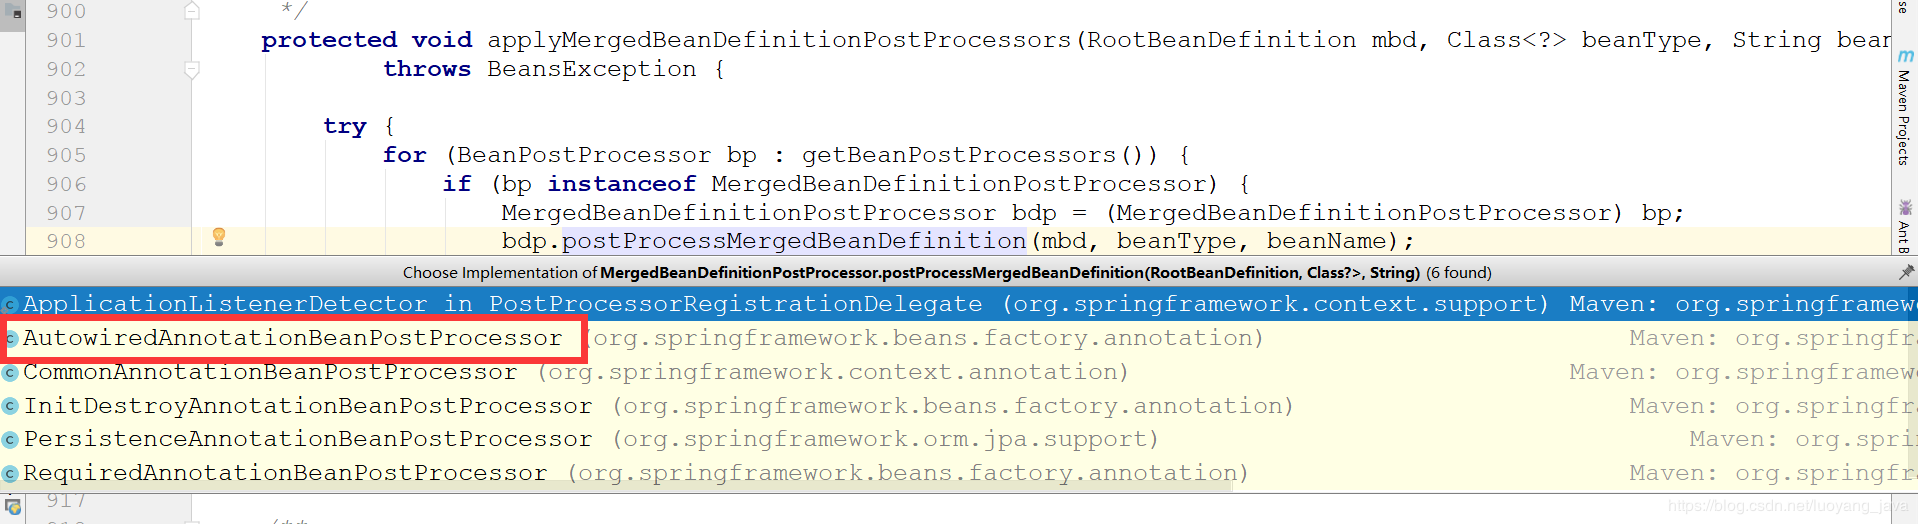 900 */
901 protected void applyMergedBeanDefinitionPostProcessors(RootBeanDefinition mbd, Class<?> beanType, String bean
902 throws BeansException {
903
904 try {
905 for (BeanPostProcessor bp : getBeanPostProcessors()) {
906 if (bp instanceof MergedBeanDefinitionPostProcessor) {
907 MergedBeanDefinitionPostProcessor bdp = (MergedBeanDefinitionPostProcessor) bp;
908 bdp.postProcessMergedBeanDefinition(mbd, beanType, beanName);
Choose Implementation of MergedBeanDefinitionPostProcessor.postProcessMergedBeanDefinition(RootBeanDefinition, Class?>, String) (6 found)
ApplicationListenerDetector in PostProcessorRegistrationDelegate (org.springframework.context.support) Maven: org.springframew
AutowiredAnnotationBeanPostProcessor (org.springframework.beans.factory.annotation) Maven: org.springfr
CommonAnnotationBeanPostProcessor (org.springframework.context.annotation) Maven: org.springframew
InitDestroyAnnotationBeanPostProcessor (org.springframework.beans.factory.annotation) Maven: org.springfr
PersistenceAnnotationBeanPostProcessor (org.springframework.orm.jpa.support) Maven: org.sprin
RequiredAnnotationBeanPostProcessor (org.springframework.beans.factory.annotation) Maven: org.springfr
917
/**
se
Maven Projects
Ant B
https://blog.csdn.net/luoyang_java